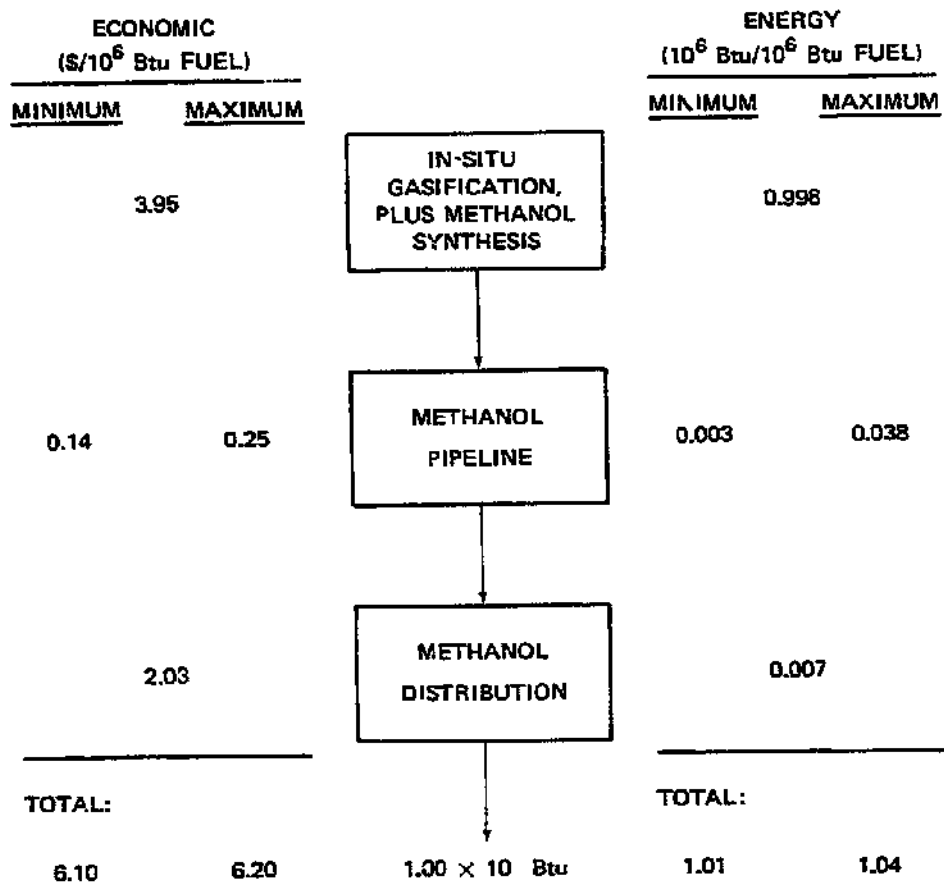 ECONOMIC
($/10⁶ Btu FUEL)
MINIMUM MAXIMUM
ENERGY
(10⁶ Btu/10⁶ Btu FUEL)
MINIMUM MAXIMUM
IN-SITU
GASIFICATION,
PLUS METHANOL
SYNTHESIS
3.95
0.998
METHANOL
PIPELINE
0.14 0.25
0.003 0.038
METHANOL
DISTRIBUTION
2.03
0.007
TOTAL:
TOTAL:
6.10 6.20 1.00 × 10 Btu 1.01 1.04